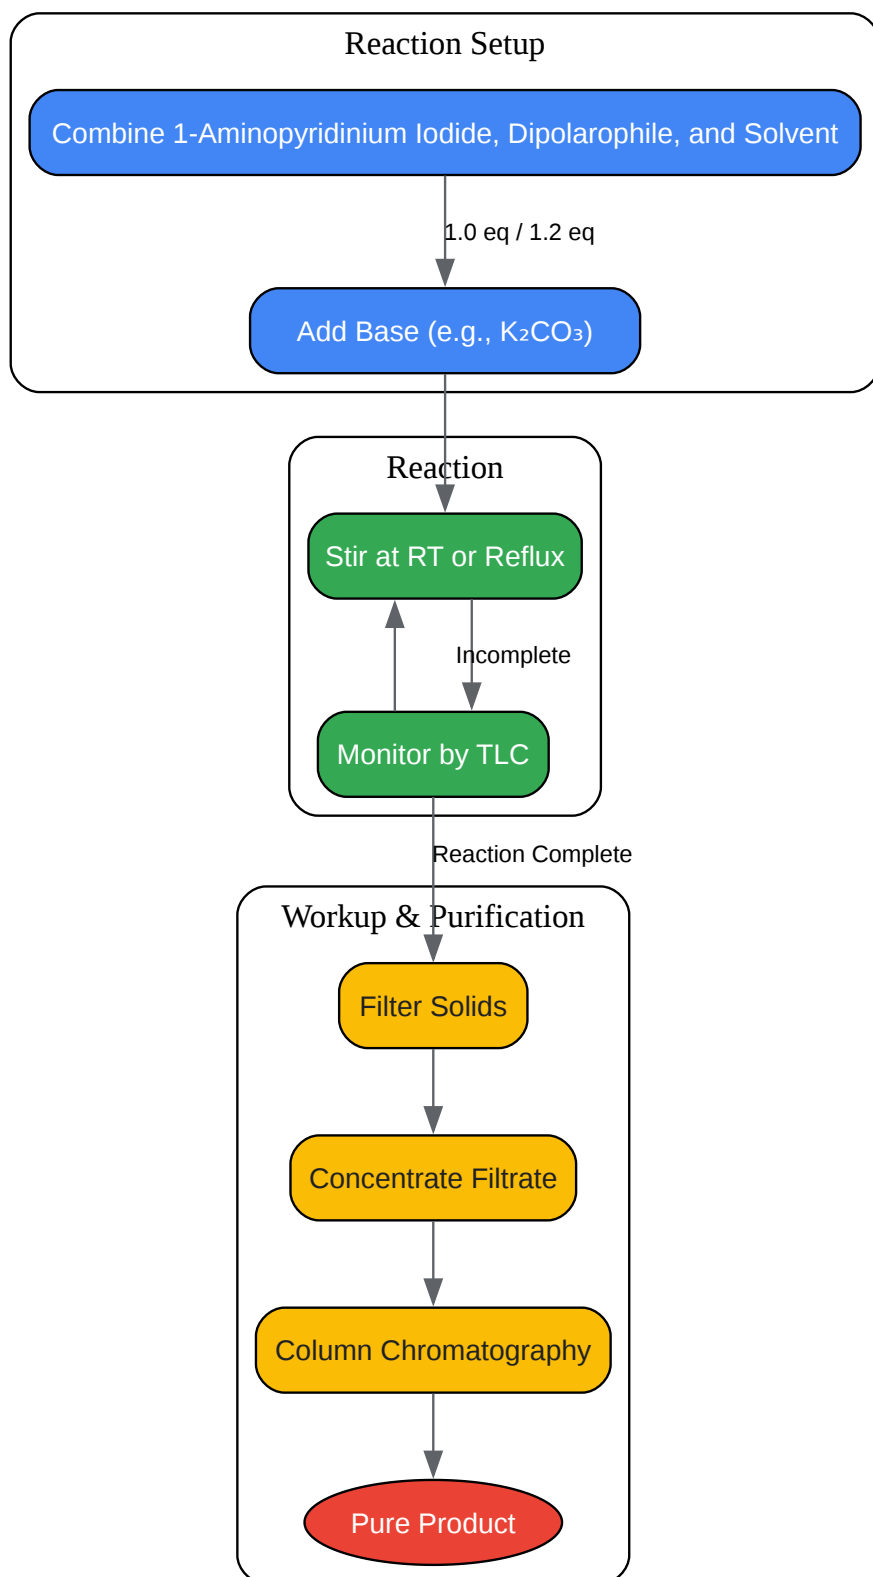 Reaction Setup
Combine 1-Aminopyridinium Iodide, Dipolarophile, and Solvent
1.0 eq / 1.2 eq
Add Base (e.g., K₂CO₃)
Reaction
Stir at RT or Reflux
Incomplete
Monitor by TLC
Reaction Complete
Workup & Purification
Filter Solids
Concentrate Filtrate
Column Chromatography
Pure Product